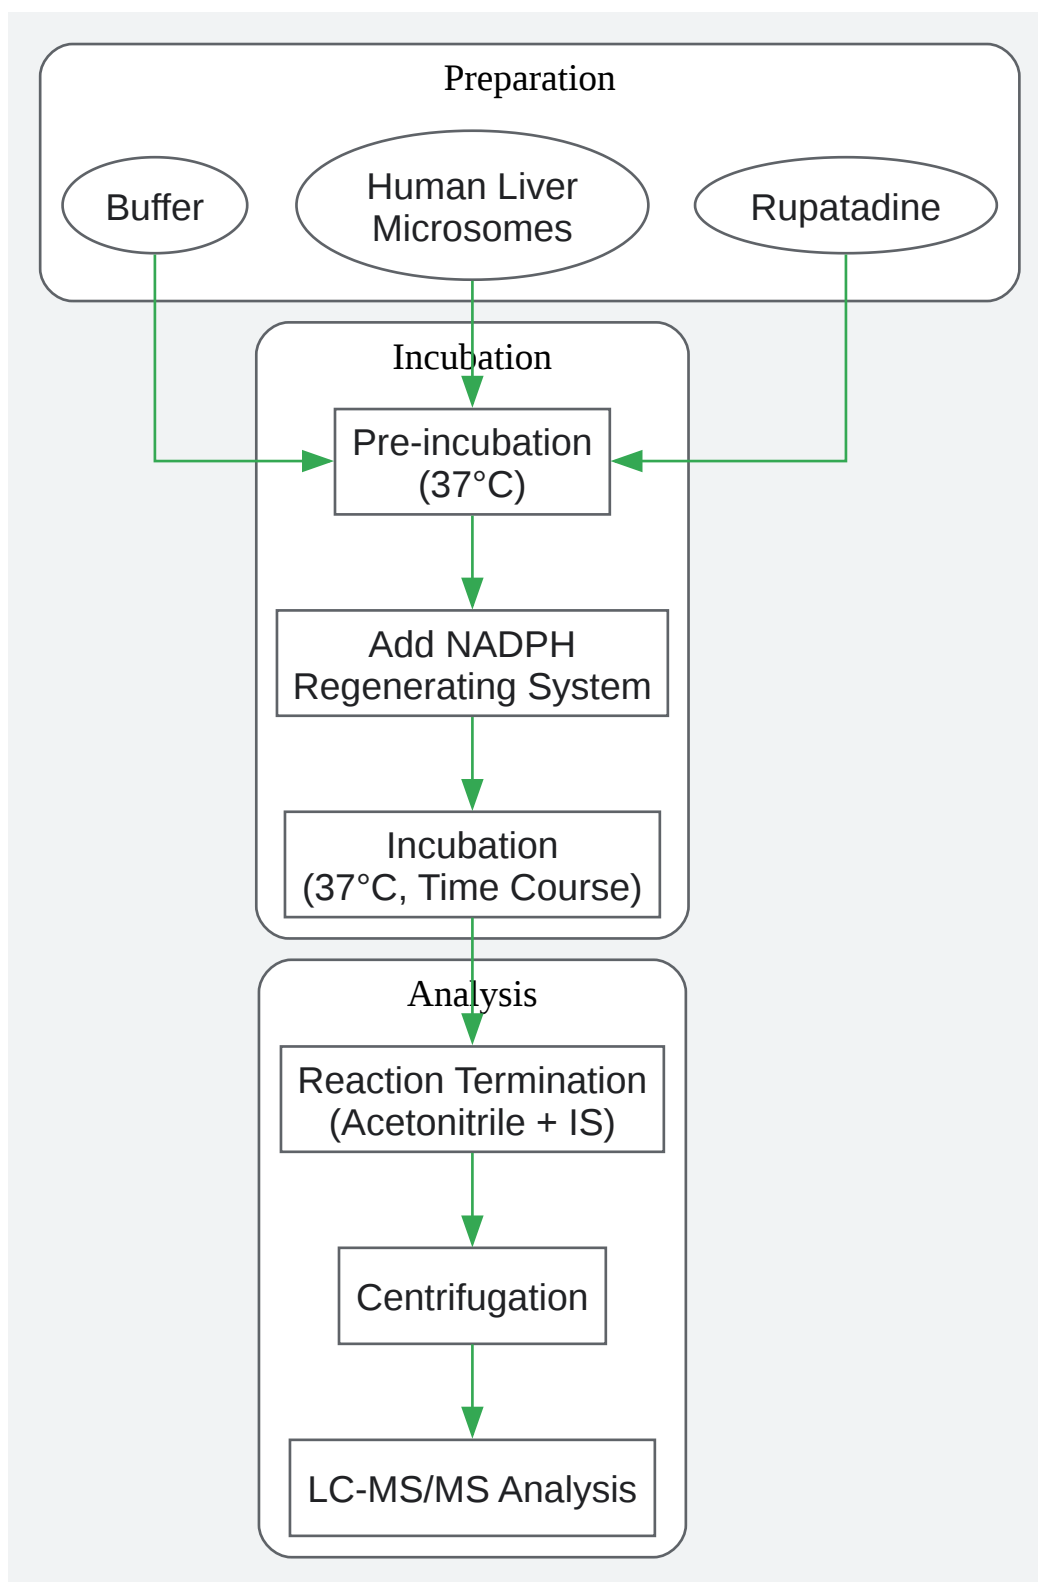 Preparation
Buffer
Human Liver
Microsomes
Rupatadine
Incubation
Pre-incubation
(37°C)
Add NADPH
Regenerating System
Incubation
(37°C, Time Course)
Analysis
Reaction Termination
(Acetonitrile + IS)
Centrifugation
LC-MS/MS Analysis